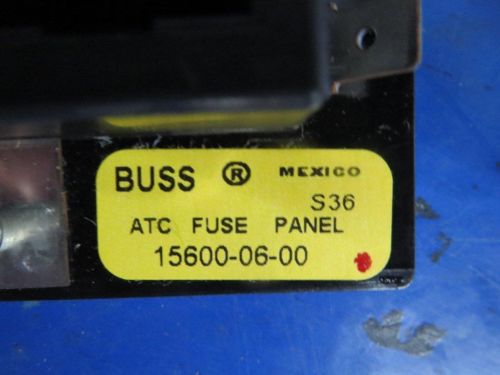 BUSS ® MEXICO
S36
ATC FUSE PANEL
15600-06-00